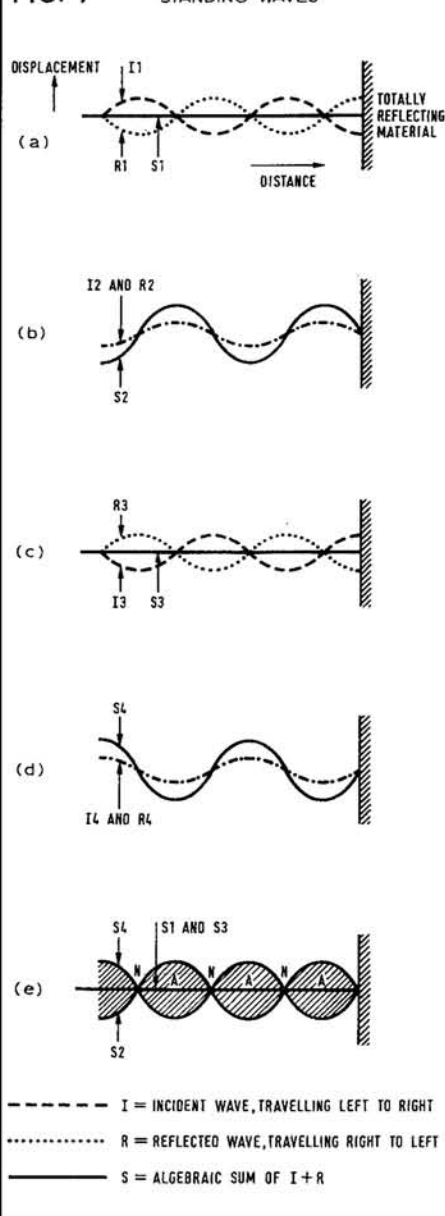 FIG. 7 STANDING WAVES
DISPLACEMENT
I1
TOTALLY
REFLECTING
MATERIAL
(a)
R1
S1
DISTANCE
I2 AND R2
(b)
S2
R3
(c)
I3
S3
S4
(d)
I4 AND R4
S4
S1 AND S3
N
N
N
(e)
A
A
A
S2
I = INCIDENT WAVE, TRAVELLING LEFT TO RIGHT
R = REFLECTED WAVE, TRAVELLING RIGHT TO LEFT
S = ALGEBRAIC SUM OF I + R